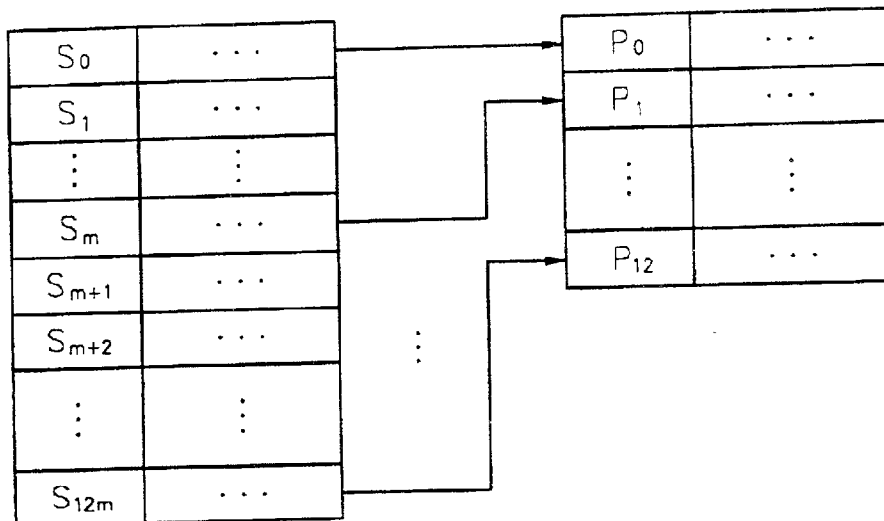 S₀ ...
S₁ ...
⋮ ⋮
Sₘ ...
Sₘ₊₁ ...
Sₘ₊₂ ...
⋮ ⋮
S₁₂ₘ ...
⋮
P₀ ...
P₁ ...
⋮ ⋮
P₁₂ ...